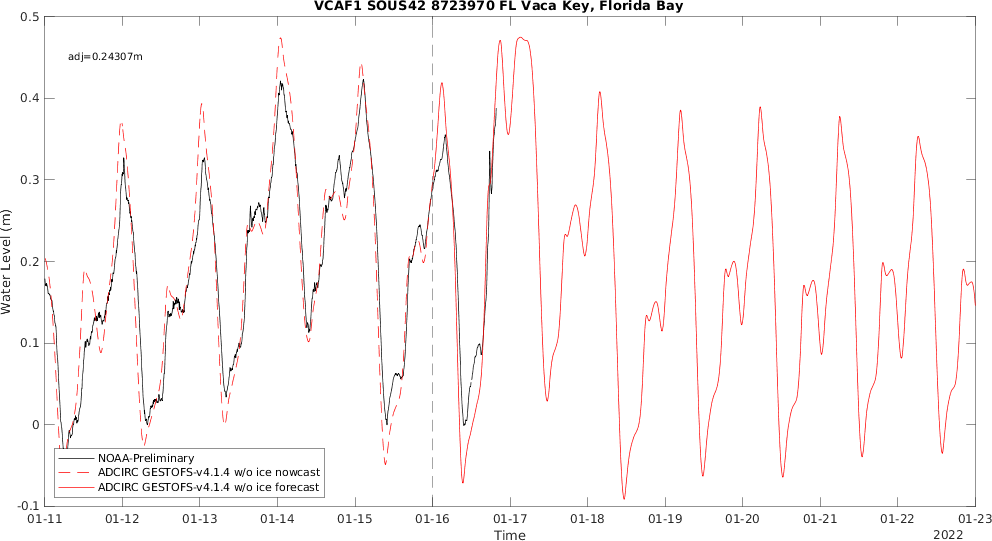 VCAF1 SOUS42 8723970 FL Vaca Key, Florida Bay
adj=0.24307m
0.5
0.4
0.3
0.2
0.1
0
-0.1
Water Level (m)
NOAA-Preliminary
ADCIRC GESTOFS-v4.1.4 w/o ice nowcast
ADCIRC GESTOFS-v4.1.4 w/o ice forecast
01-11 01-12 01-13 01-14 01-15 01-16 01-17 01-18 01-19 01-20 01-21 01-22 01-23
Time
2022